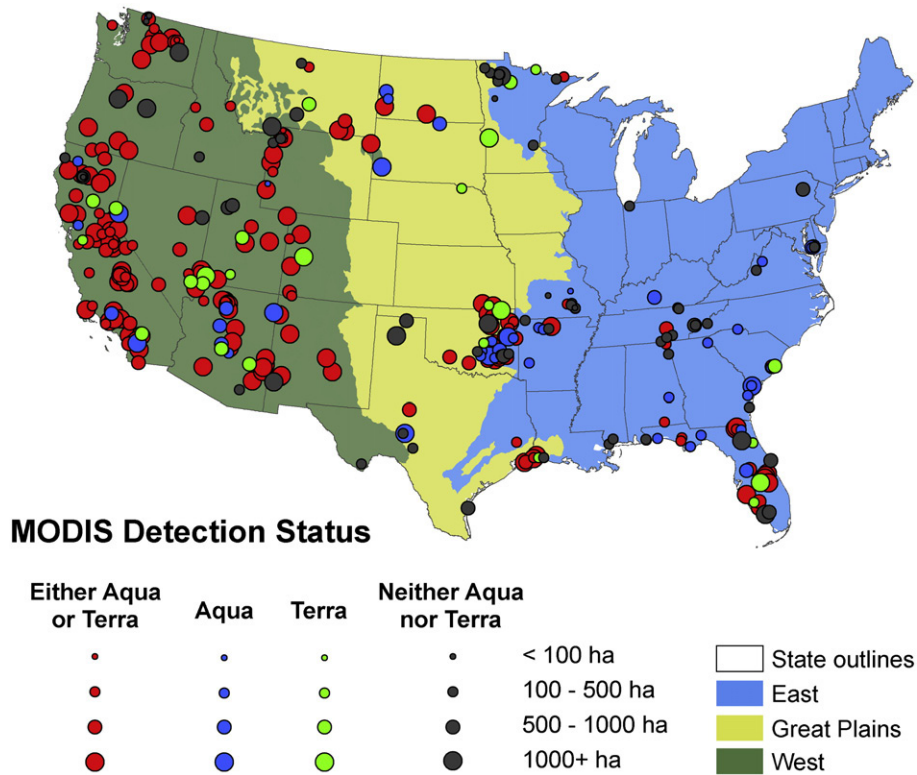 MODIS Detection Status
Either Aqua
or Terra
Aqua
Terra
Neither Aqua
nor Terra
< 100 ha
100 - 500 ha
500 - 1000 ha
1000+ ha
State outlines
East
Great Plains
West